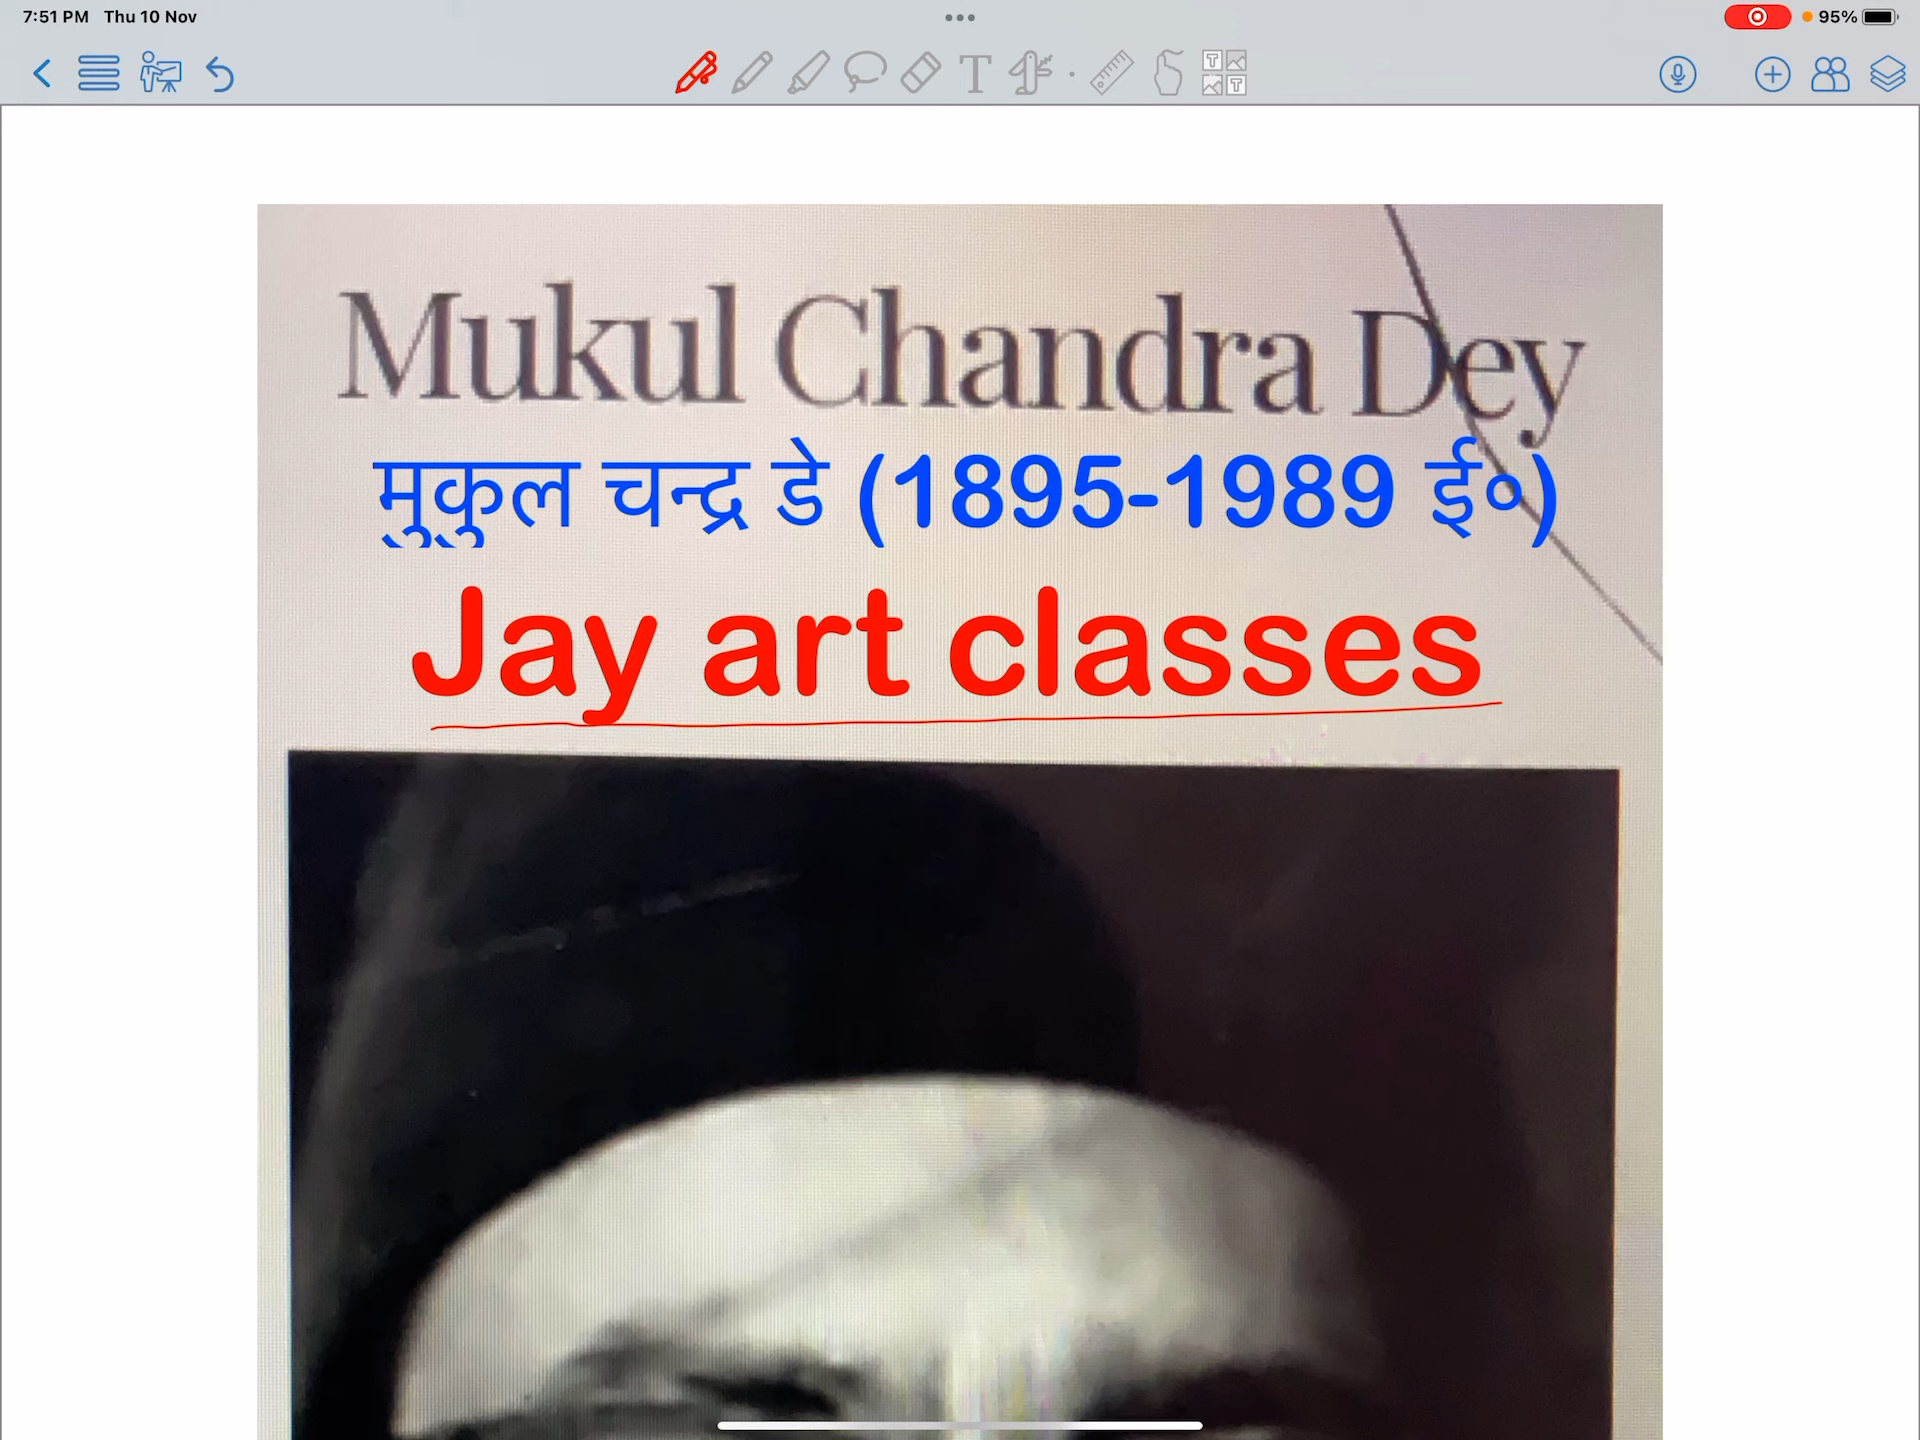 7:51 PM Thu 10 Nov 95%
Mukul Chandra Dey
मुकुल चन्द्र डे (1895-1989 ई०)
Jay art classes